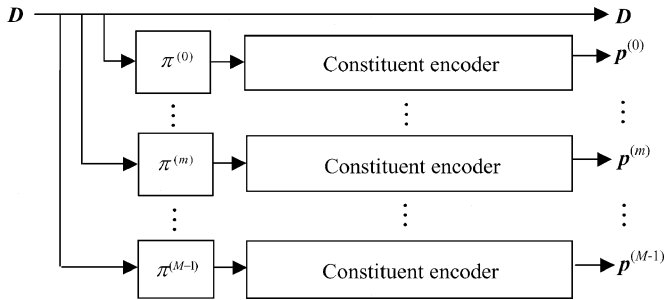 D D
π(0) Constituent encoder p(0)
π(m) Constituent encoder p(m)
π(M–1) Constituent encoder p(M-1)